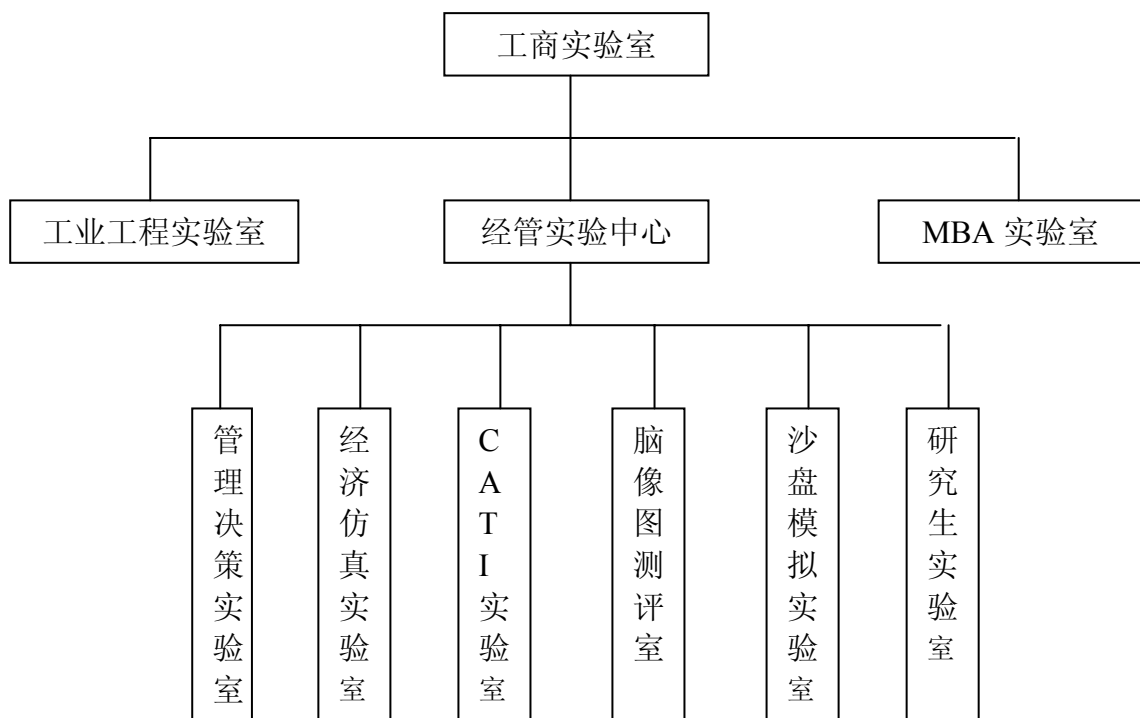 工商实验室
工业工程实验室
经管实验中心
MBA 实验室
管理决策实验室
经济仿真实验室
CATI实验室
脑像图测评室
沙盘模拟实验室
研究生实验室